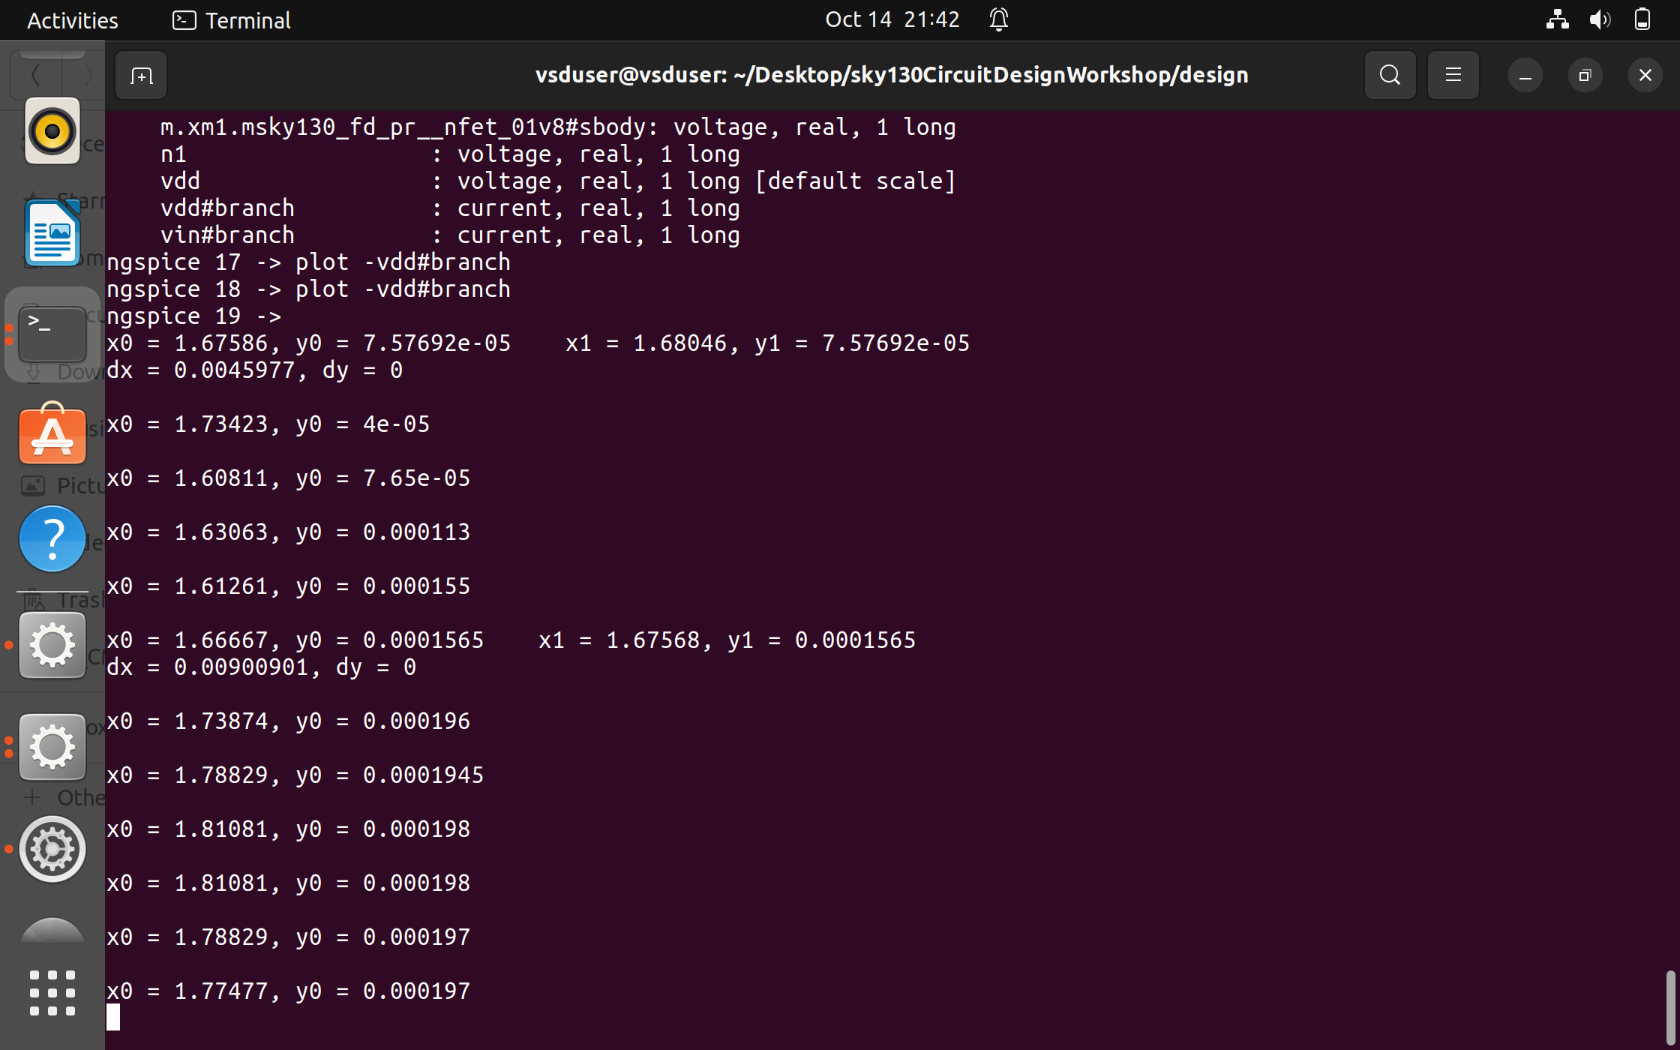 Activities
Terminal
Oct 14 21:42
vsduser@vsduser: ~/Desktop/sky130CircuitDesignWorkshop/design
m.xm1.msky130_fd_pr__nfet_01v8#sbody: voltage, real, 1 long
n1 : voltage, real, 1 long
vdd : voltage, real, 1 long [default scale]
vdd#branch : current, real, 1 long
vin#branch : current, real, 1 long
ngspice 17 -> plot -vdd#branch
ngspice 18 -> plot -vdd#branch
ngspice 19 ->
x0 = 1.67586, y0 = 7.57692e-05 x1 = 1.68046, y1 = 7.57692e-05
dx = 0.0045977, dy = 0
x0 = 1.73423, y0 = 4e-05
x0 = 1.60811, y0 = 7.65e-05
x0 = 1.63063, y0 = 0.000113
x0 = 1.61261, y0 = 0.000155
x0 = 1.66667, y0 = 0.0001565 x1 = 1.67568, y1 = 0.0001565
dx = 0.00900901, dy = 0
x0 = 1.73874, y0 = 0.000196
x0 = 1.78829, y0 = 0.0001945
x0 = 1.81081, y0 = 0.000198
x0 = 1.81081, y0 = 0.000198
x0 = 1.78829, y0 = 0.000197
x0 = 1.77477, y0 = 0.000197